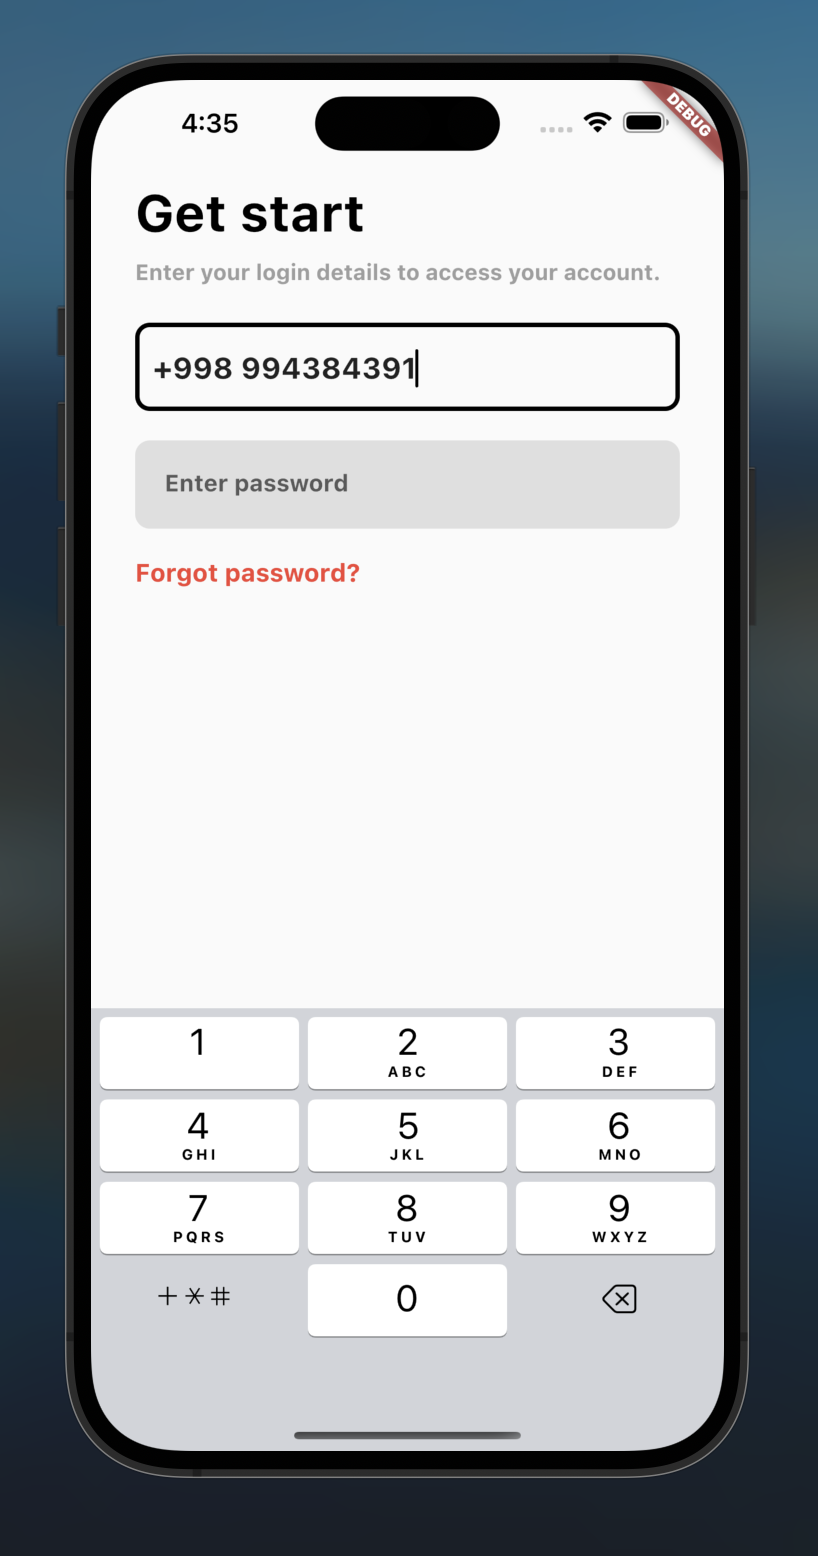 4:35
DEBUG
Get start
Enter your login details to access your account.
+998 994384391
Enter password
Forgot password?
1
2
ABC
3
DEF
4
GHI
5
JKL
6
MNO
7
PQRS
8
TUV
9
WXYZ
+*#
0